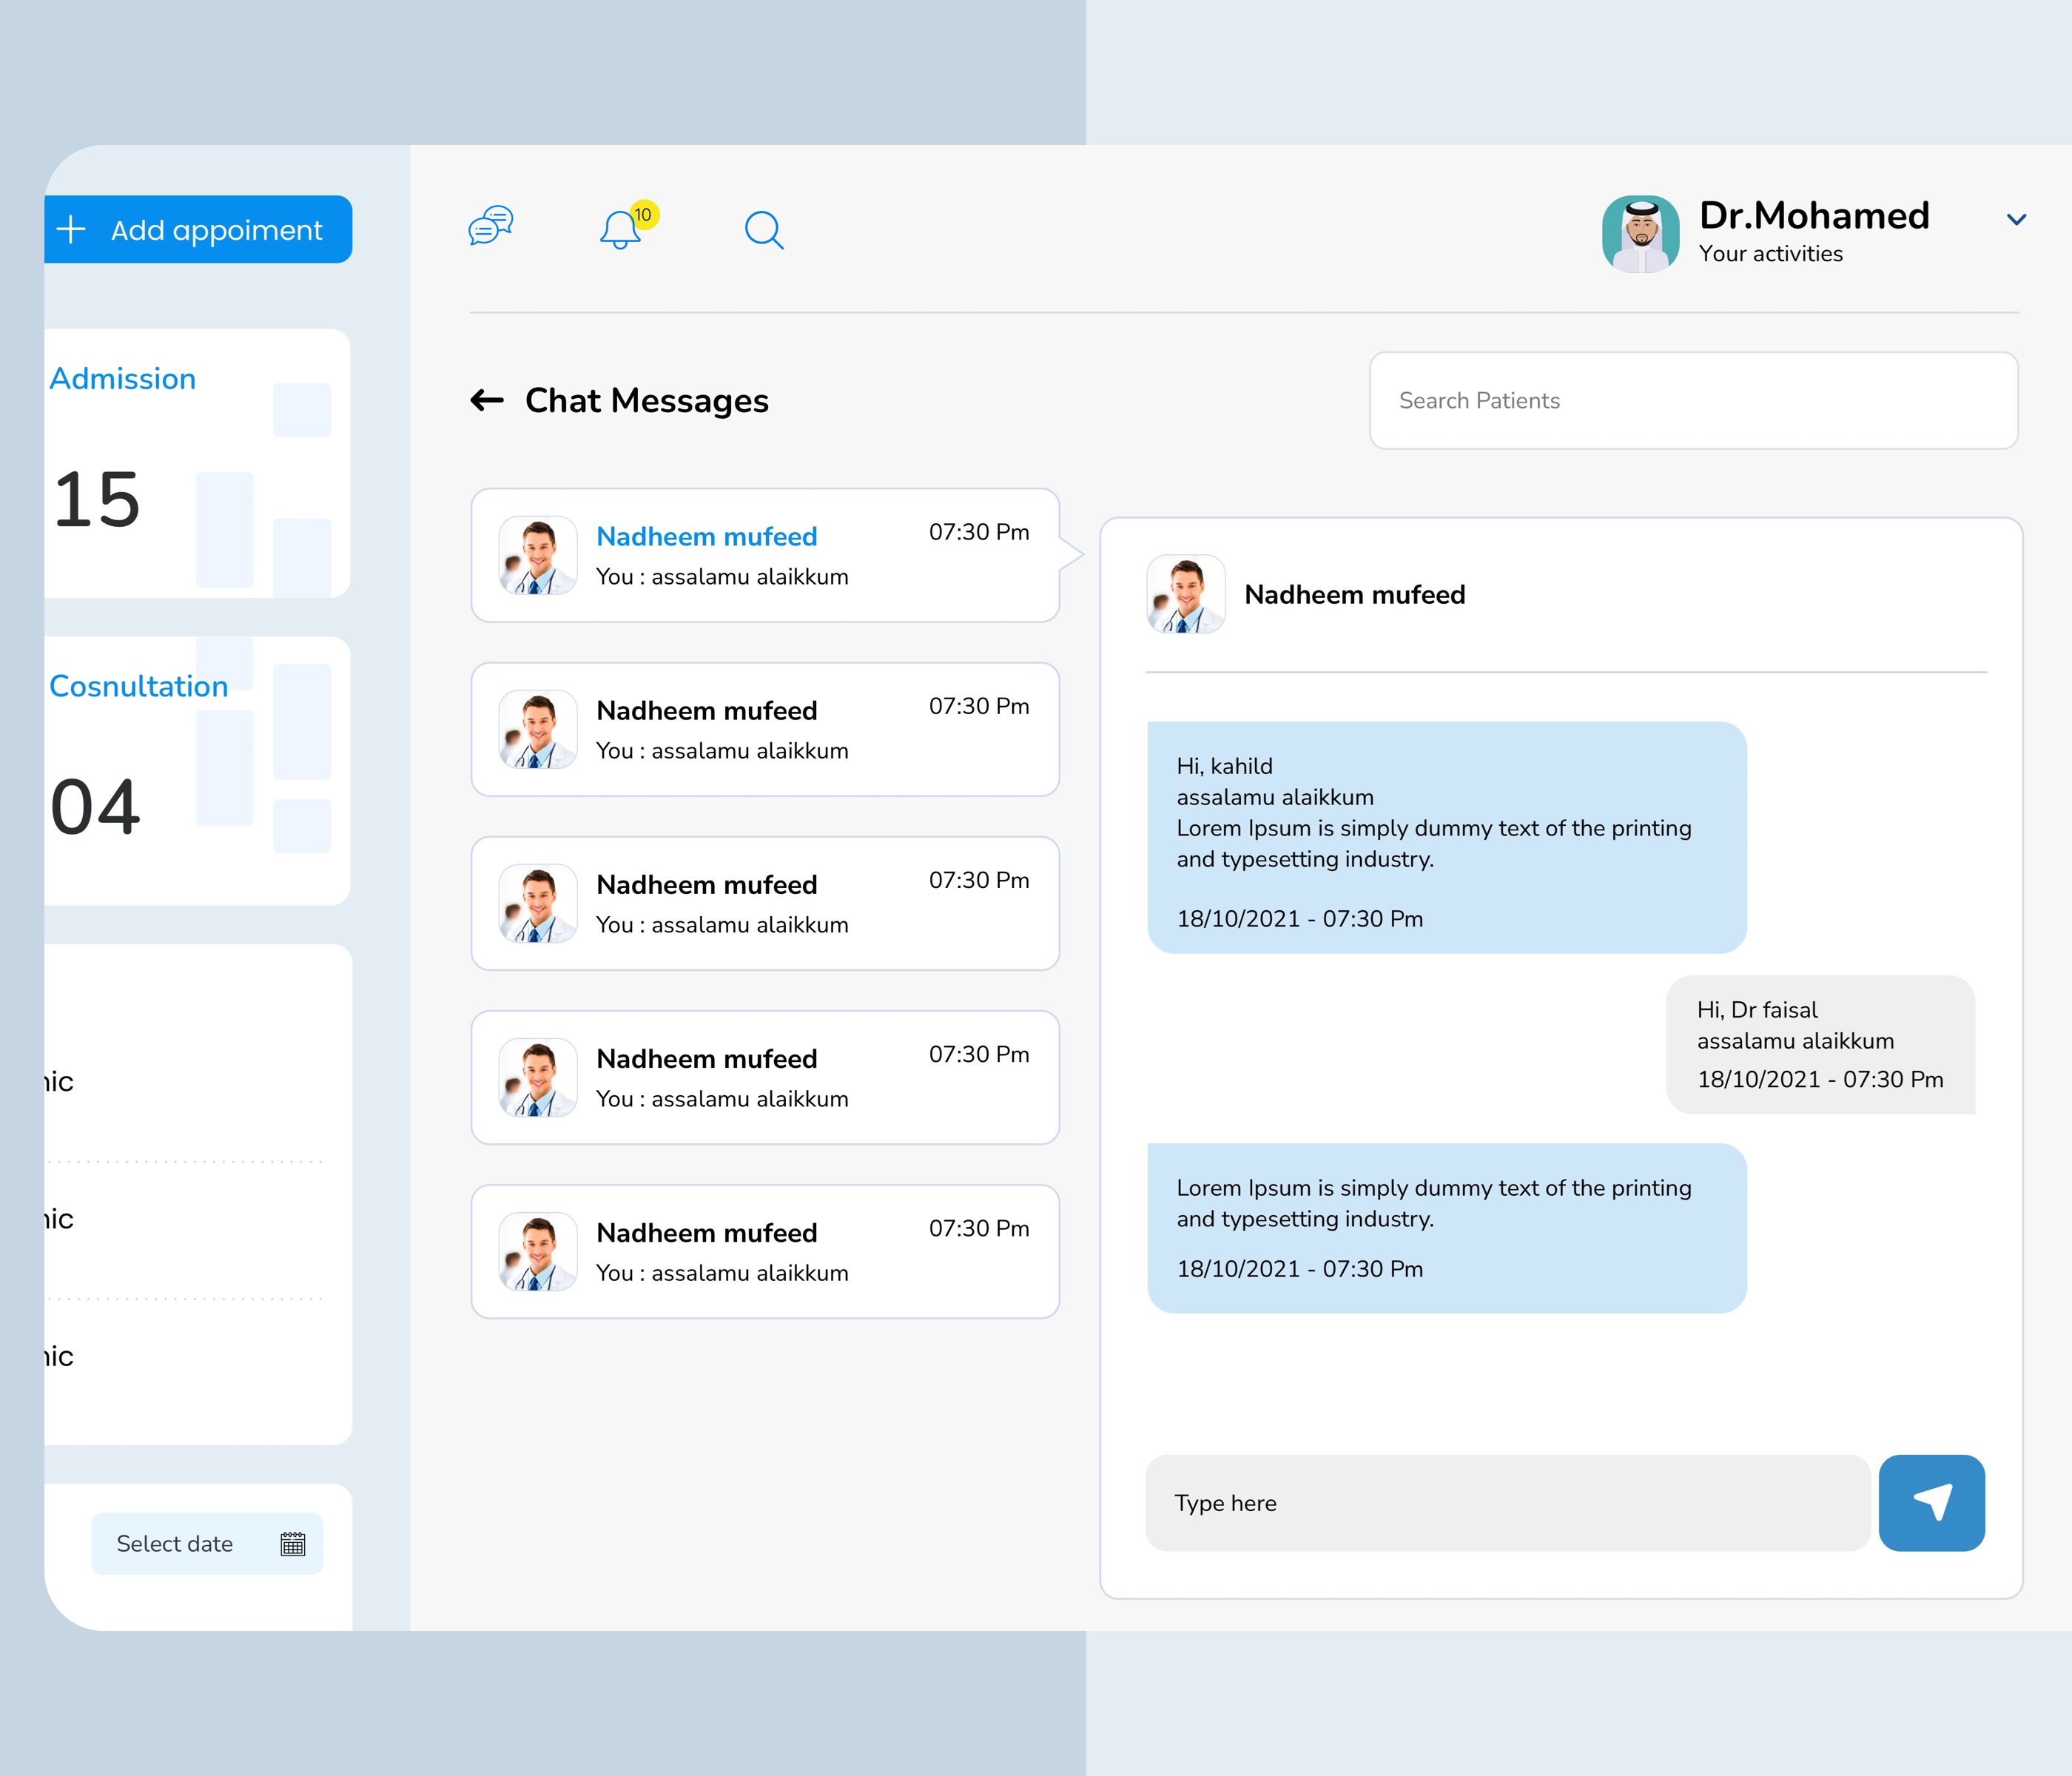 Add appoiment
10
Dr.Mohamed
Your activities
Admission
15
Cosnultation
04
nic
nic
nic
Select date
Chat Messages
Search Patients
Nadheem mufeed
07:30 Pm
You : assalamu alaikkum
Nadheem mufeed
07:30 Pm
You : assalamu alaikkum
Nadheem mufeed
07:30 Pm
You : assalamu alaikkum
Nadheem mufeed
07:30 Pm
You : assalamu alaikkum
Nadheem mufeed
07:30 Pm
You : assalamu alaikkum
Nadheem mufeed
Hi, kahild
assalamu alaikkum
Lorem Ipsum is simply dummy text of the printing
and typesetting industry.
18/10/2021 - 07:30 Pm
Hi, Dr faisal
assalamu alaikkum
18/10/2021 - 07:30 Pm
Lorem Ipsum is simply dummy text of the printing
and typesetting industry.
18/10/2021 - 07:30 Pm
Type here